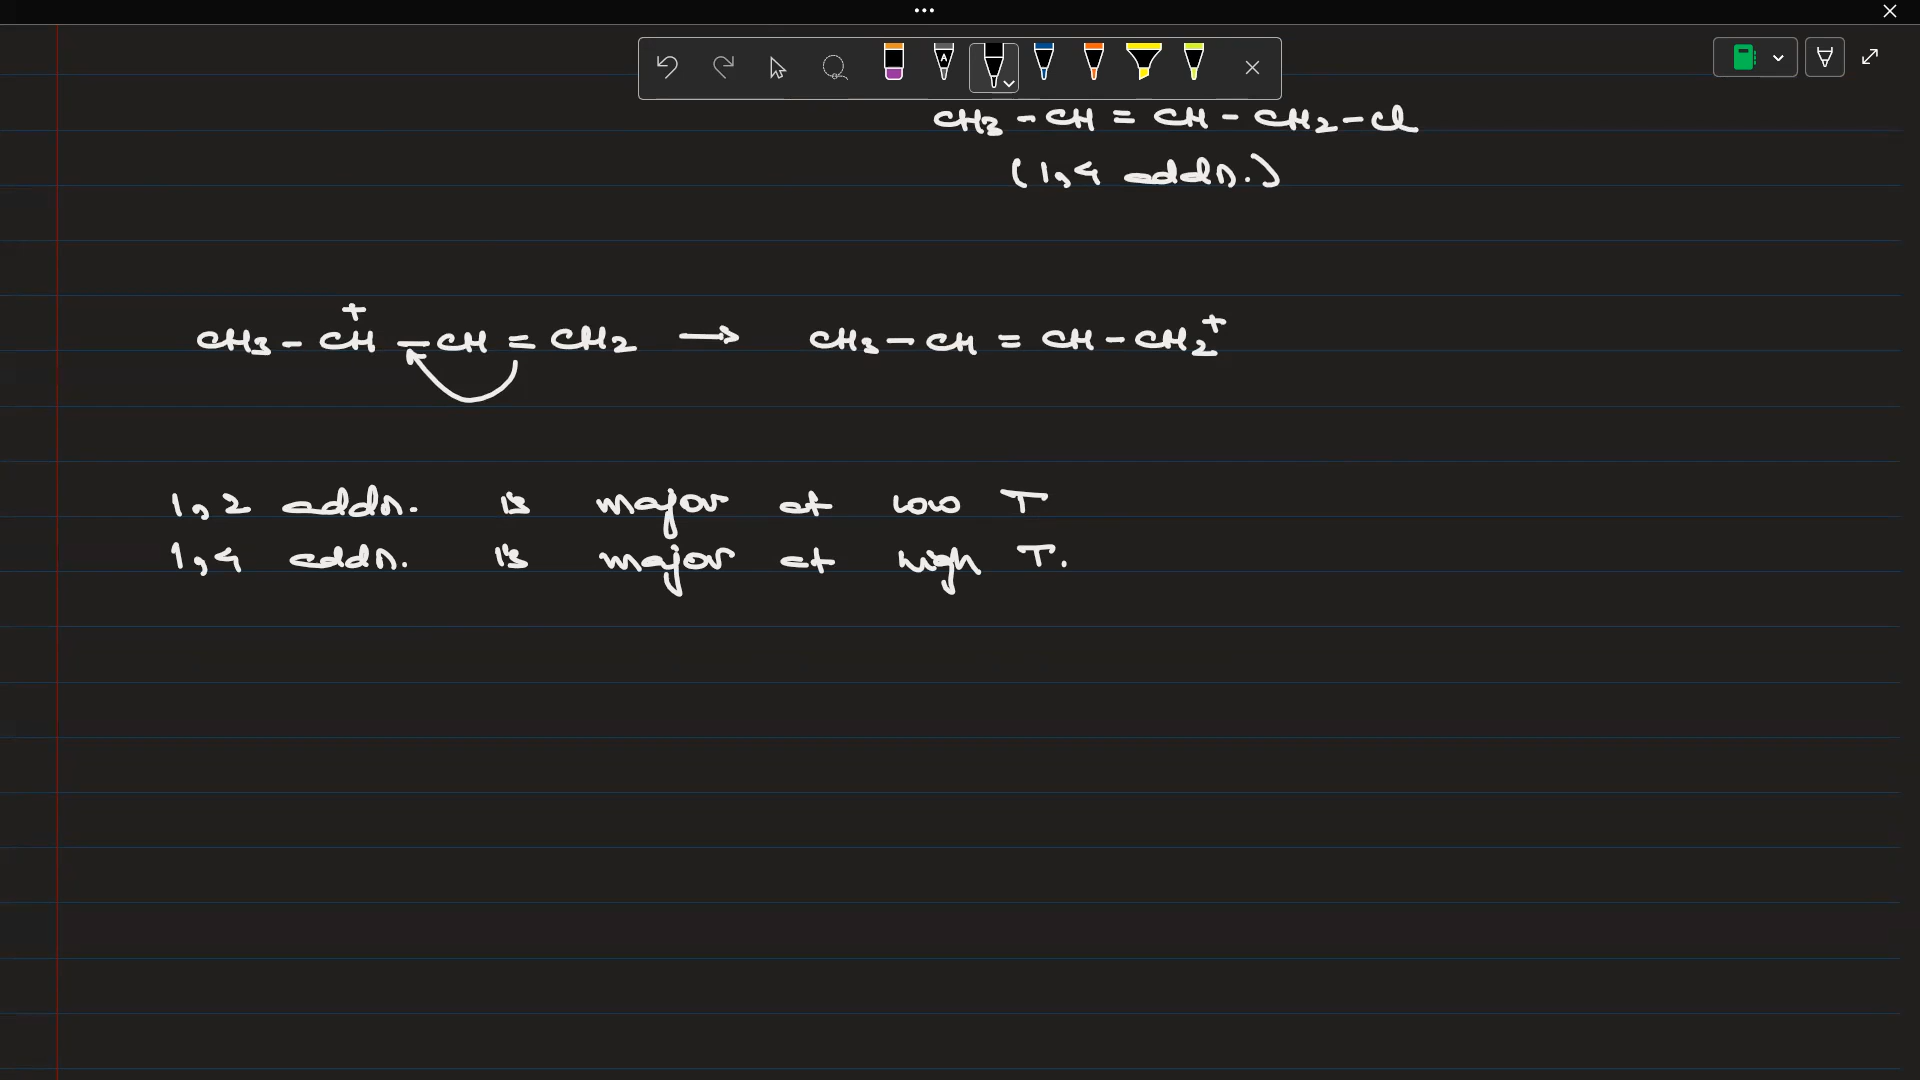 CH3 - CH = CH - CH2 - Cl
(1,4 addn.)
+
CH3 - CH - CH = CH2 → CH3 - CH = CH - CH2+
1,2 addn. is major at low T
1,4 addn. is major at high T.